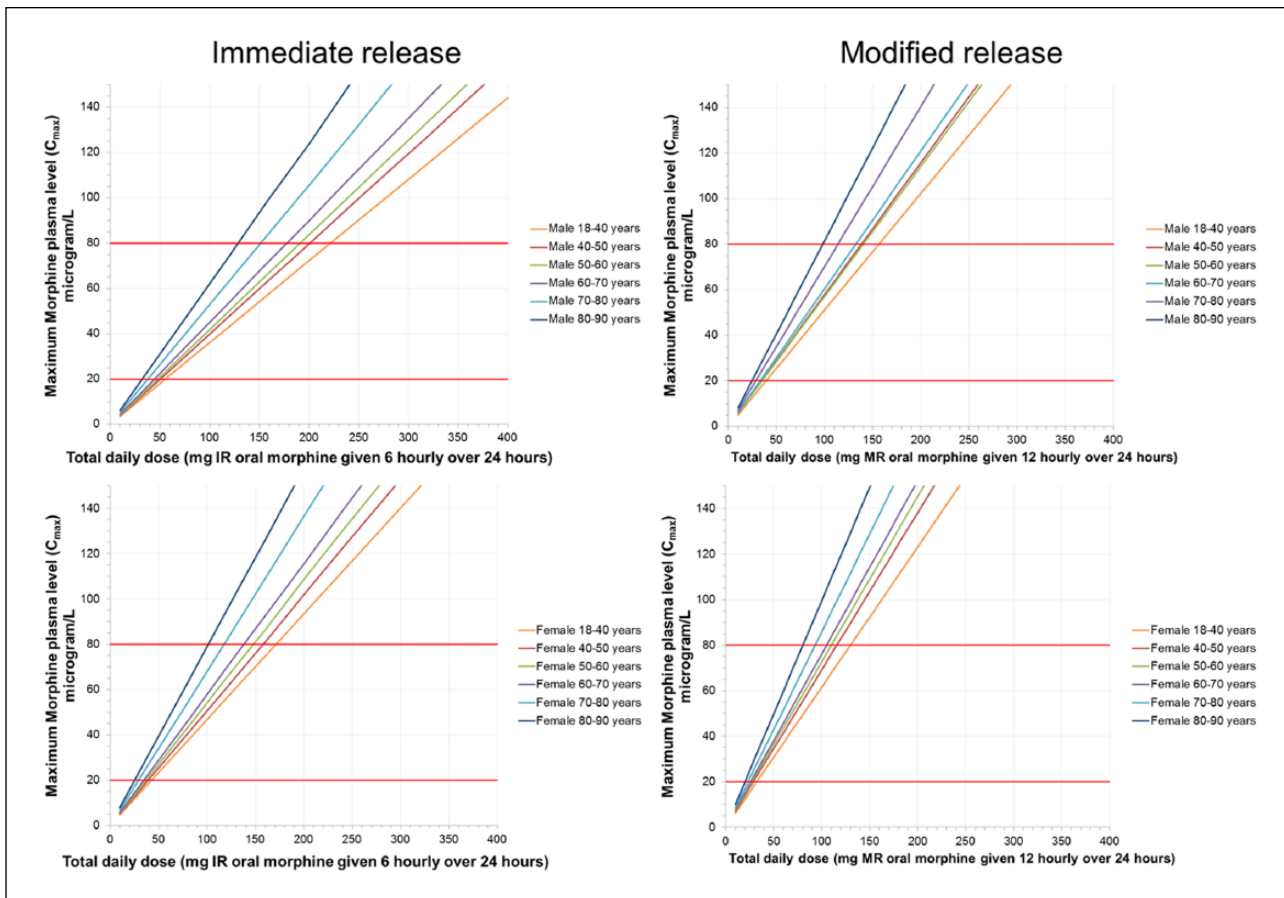 Immediate release
Maximum Morphine plasma level (Cmax)
microgram/L
140
120
100
80
60
40
20
0
0 50 100 150 200 250 300 350 400
Total daily dose (mg IR oral morphine given 6 hourly over 24 hours)
Male 18-40 years
Male 40-50 years
Male 50-60 years
Male 60-70 years
Male 70-80 years
Male 80-90 years
Modified release
Maximum Morphine plasma level (Cmax)
microgram/L
140
120
100
80
60
40
20
0
0 50 100 150 200 250 300 350 400
Total daily dose (mg MR oral morphine given 12 hourly over 24 hours)
Male 18-40 years
Male 40-50 years
Male 50-60 years
Male 60-70 years
Male 70-80 years
Male 80-90 years
Maximum Morphine plasma level (Cmax)
microgram/L
140
120
100
80
60
40
20
0
0 50 100 150 200 250 300 350 400
Total daily dose (mg IR oral morphine given 6 hourly over 24 hours)
Female 18-40 years
Female 40-50 years
Female 50-60 years
Female 60-70 years
Female 70-80 years
Female 80-90 years
Maximum Morphine plasma level (Cmax)
microgram/L
140
120
100
80
60
40
20
0
0 50 100 150 200 250 300 350 400
Total daily dose (mg MR oral morphine given 12 hourly over 24 hours)
Female 18-40 years
Female 40-50 years
Female 50-60 years
Female 60-70 years
Female 70-80 years
Female 80-90 years